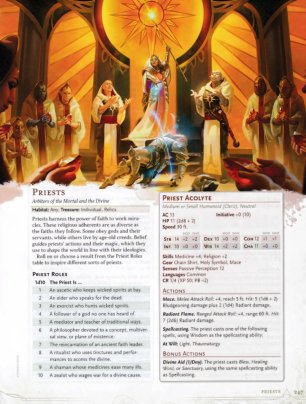 PRIESTS
Arbiters of the Mortal and the Divine
Habitat: Any; Treasure: Individual, Relics
Priests harness the power of faith to work mira-
cles. These religious adherents are as diverse as
the faiths they follow. Some obey gods and their
servants, while others live by age-old creeds. Belief
guides priests' actions and their magic, which they
use to shape the world in line with their ideologies.
Roll on or choose a result from the Priest Roles
table to inspire different sorts of priests.
PRIEST ROLES
1d10 The Priest Is ...
1 An ascetic who keeps wicked spirits at bay.
2 An elder who speaks for the dead.
3 An exorcist who hunts wicked spirits.
4 A follower of a god no one has heard of.
5 A mediator and teacher of traditional ways.
6 A philosopher devoted to a concept, multiver-
sal view, or plane of existence.
7 The reincarnation of an ancient faith leader.
8 A ritualist who uses strictures and perfor-
mances to access the divine.
9 A shaman whose medicines ease many ills.
10 A zealot who wages war for a divine cause.
PRIEST ACOLYTE
Medium or Small Humanoid (Cleric), Neutral
AC 13 Initiative +0 (10)
HP 11 (2d8 + 2)
Speed 30 ft.
STR 14 +2 +2 DEX 10 +0 +0 CON 12 +1 +1
INT 10 +0 +0 WIS 14 +2 +2 CHA 11 +0 +0
Skills Medicine +4, Religion +2
Gear Chain Shirt, Holy Symbol, Mace
Senses Passive Perception 12
Languages Common
CR 1/4 (XP 50; PB +2)
ACTIONS
Mace. Melee Attack Roll: +4, reach 5 ft. Hit: 5 (1d6 + 2)
Bludgeoning damage plus 2 (1d4) Radiant damage.
Radiant Flame. Ranged Attack Roll: +4, range 60 ft. Hit:
7 (2d6) Radiant damage.
Spellcasting. The priest casts one of the following
spells, using Wisdom as the spellcasting ability:
At Will: Light, Thaumaturgy
BONUS ACTIONS
Divine Aid (1/Day). The priest casts Bless, Healing
Word, or Sanctuary, using the same spellcasting ability
as Spellcasting.
PRIESTS 247